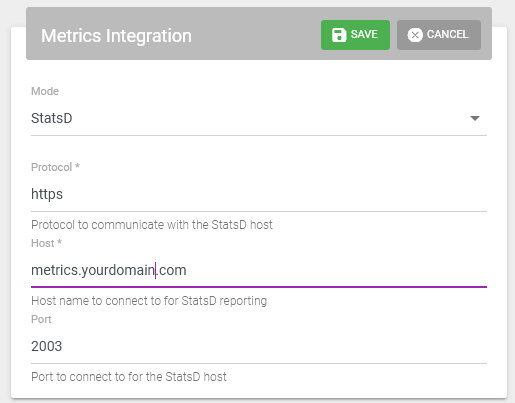 Metrics Integration
SAVE
CANCEL
Mode
StatsD
Protocol *
https
Protocol to communicate with the StatsD host
Host *
metrics.yourdomain.com
Host name to connect to for StatsD reporting
Port
2003
Port to connect to for the StatsD host